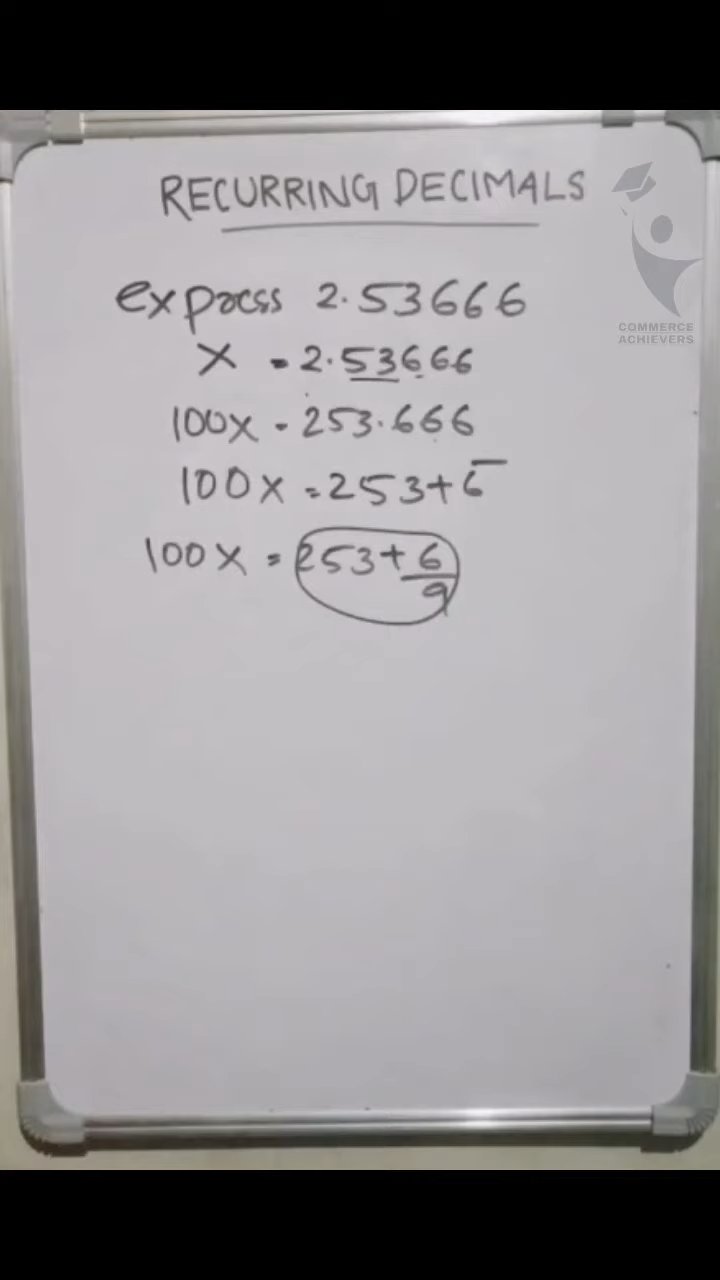 RECURRING DECIMALS
COMMERCE
ACHIEVERS
express 2.53666
x = 2.53666
100x = 253.666
100x = 253+6̅
100x = 253+6/9